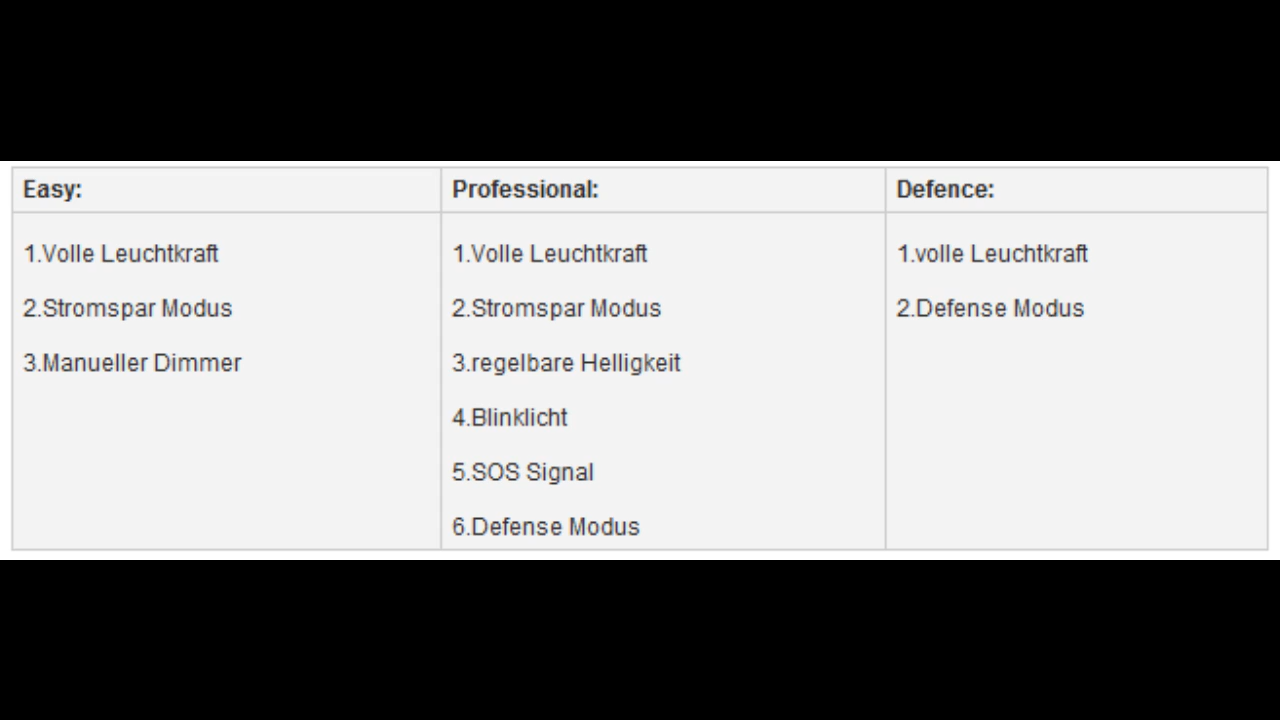 Easy:
Professional:
Defence:
1.Volle Leuchtkraft
2.Stromspar Modus
3.Manueller Dimmer
1.Volle Leuchtkraft
2.Stromspar Modus
3.regelbare Helligkeit
4.Blinklicht
5.SOS Signal
6.Defense Modus
1.volle Leuchtkraft
2.Defense Modus